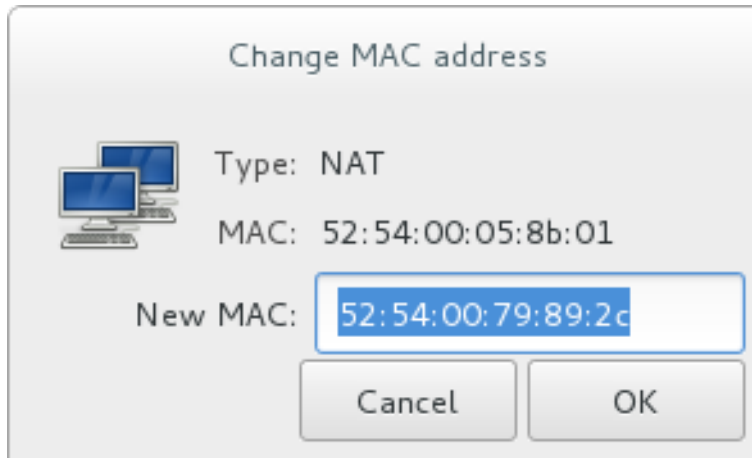 Change MAC address
Type: NAT
MAC: 52:54:00:05:8b:01
New MAC: 52:54:00:79:89:2c
Cancel OK